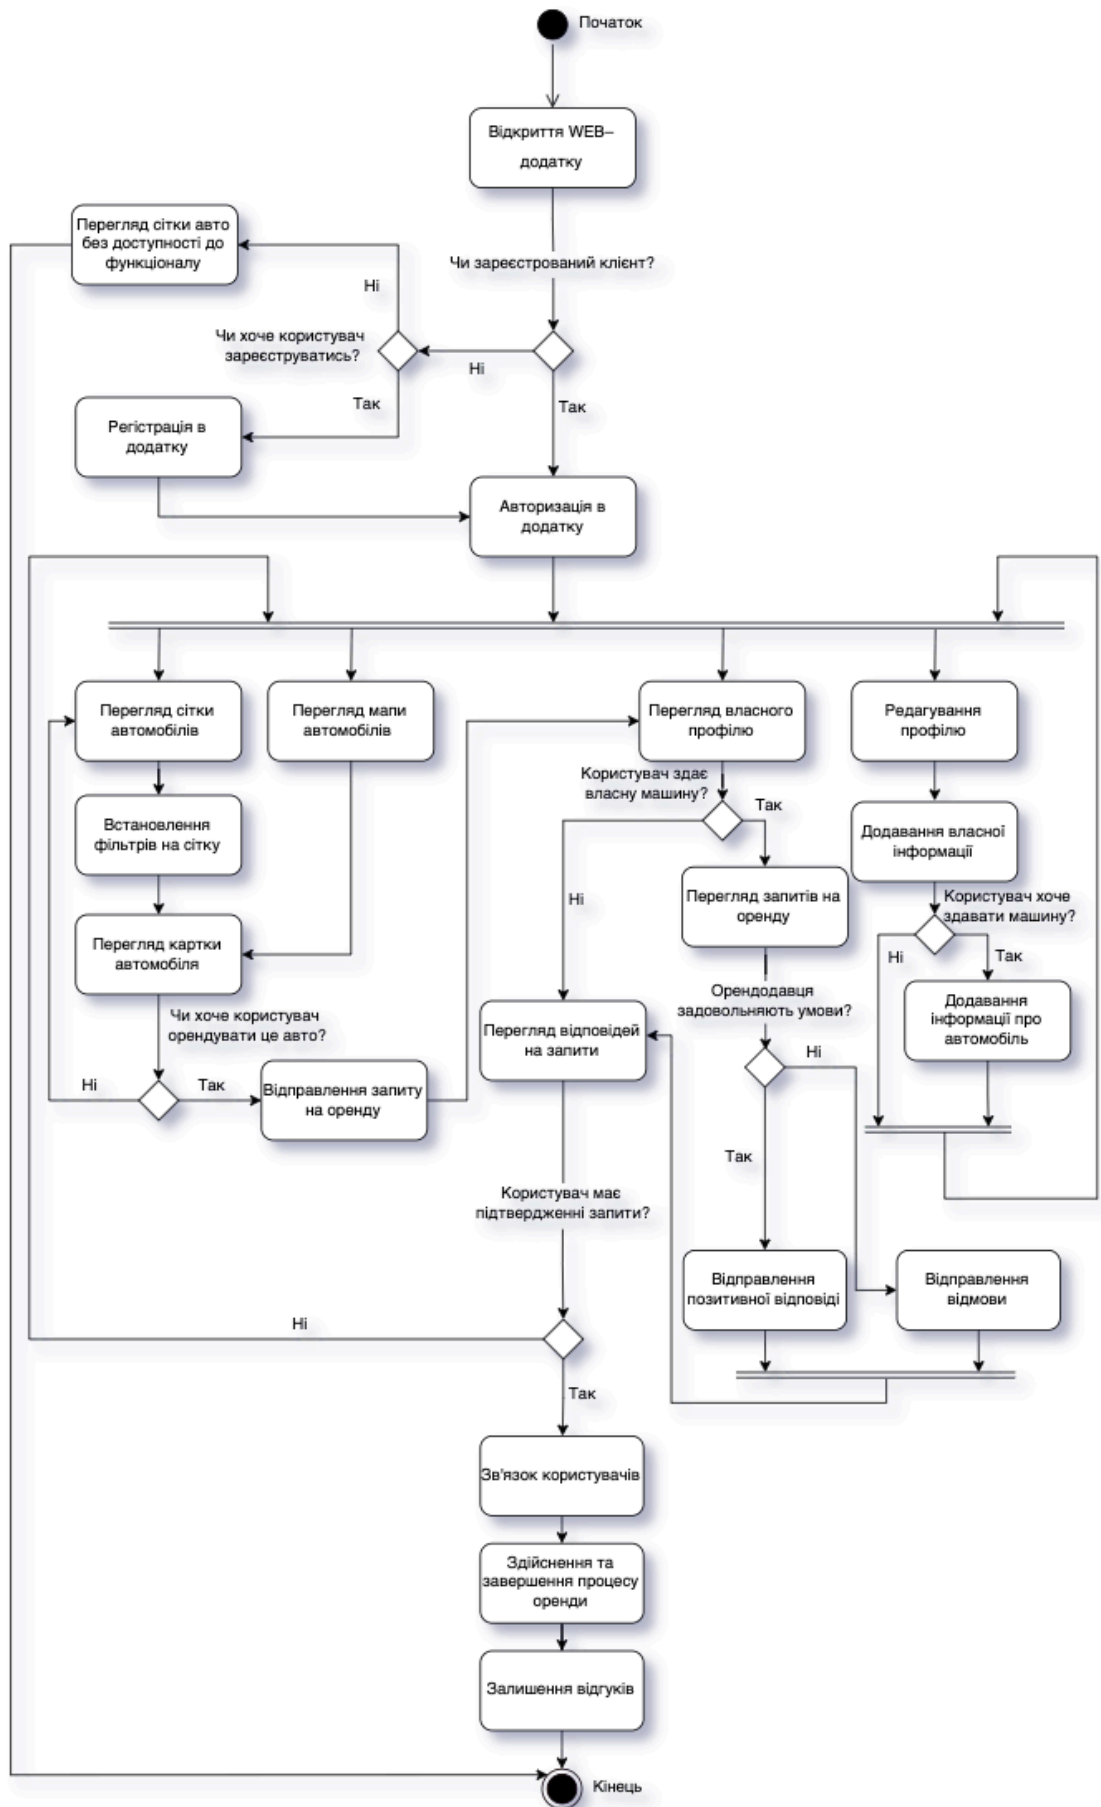 Початок
Відкриття WEB–
додатку
Перегляд сітки авто
без доступності до
функціоналу
Чи зареєстрований клієнт?
Ні
Чи хоче користувач
зареєструватись?
Ні
Так
Так
Регістрація в
додатку
Авторизація в
додатку
Перегляд сітки
автомобілів
Перегляд мапи
автомобілів
Перегляд власного
профілю
Редагування
профілю
Користувач здає
власну машину?
Так
Встановлення
фільтрів на сітку
Додавання власної
інформації
Ні
Перегляд запитів на
оренду
Користувач хоче
здавати машину?
Перегляд картки
автомобіля
Ні
Так
Орендодавця
задовольняють умови?
Додавання
інформації про
автомобіль
Чи хоче користувач
орендувати це авто?
Перегляд відповідей
на запити
Ні
Ні
Так
Відправлення запиту
на оренду
Так
Користувач має
підтвердженні запити?
Відправлення
позитивної відповіді
Відправлення
відмови
Ні
Так
Зв'язок користувачів
Здійснення та
завершення процесу
оренди
Залишення відгуків
Кінець